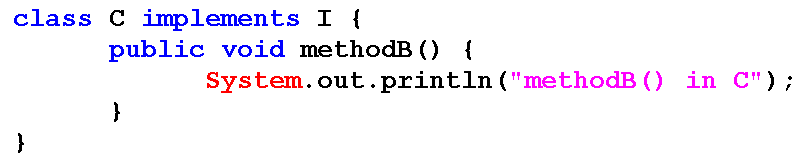 class C implements I {
      public void methodB() {
            System.out.println("methodB() in C");
      }
}